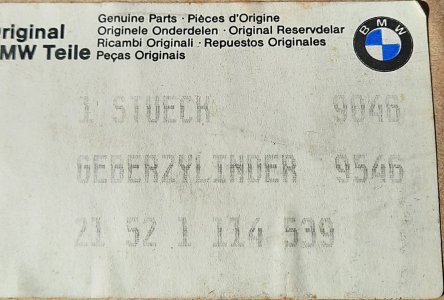 Original
BMW Teile
Genuine Parts · Pièces d'Origine
Originele Onderdelen · Original Reservdelar
Ricambi Originali · Repuestos Originales
Peças Originais
BMW
1 STUECK 9046
GEBERZYLINDER 9546
21 52 1 114 539